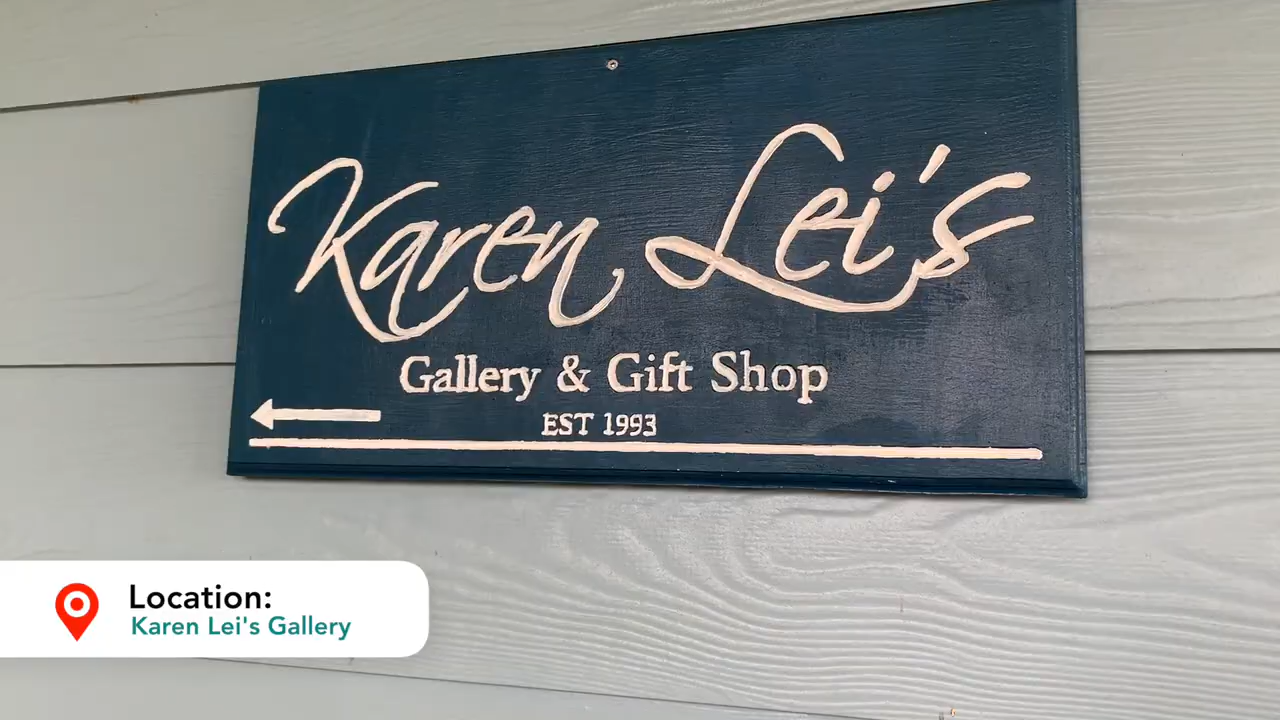 Karen Lei's
Gallery & Gift Shop
EST 1993
Location:
Karen Lei's Gallery